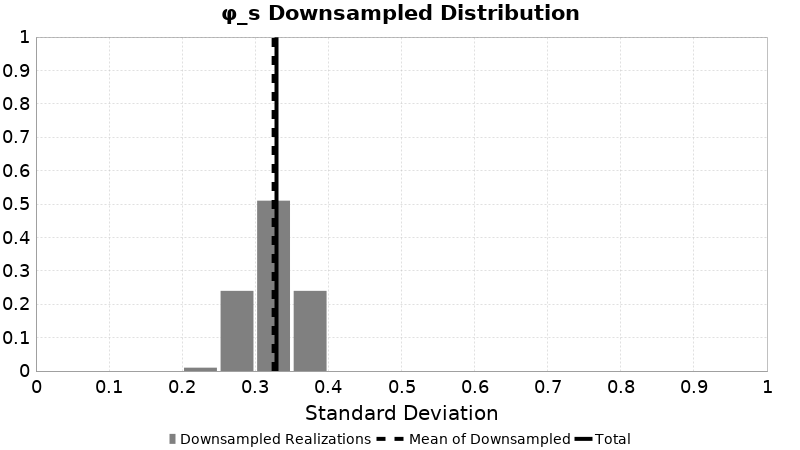 φ_s Downsampled Distribution
1
0.9
0.8
0.7
0.6
0.5
0.4
0.3
0.2
0.1
0
0 0.1 0.2 0.3 0.4 0.5 0.6 0.7 0.8 0.9 1
Standard Deviation
Downsampled Realizations Mean of Downsampled Total